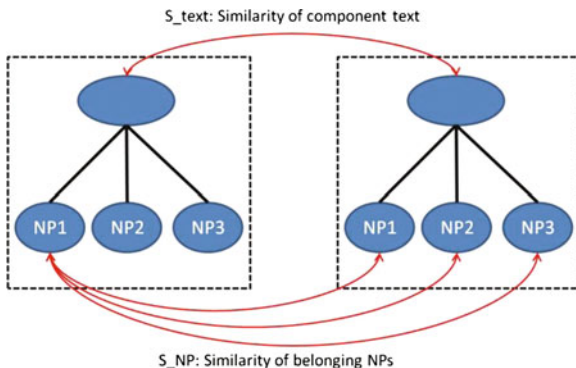 S_text: Similarity of component text
NP1 NP2 NP3 NP1 NP2 NP3
S_NP: Similarity of belonging NPs